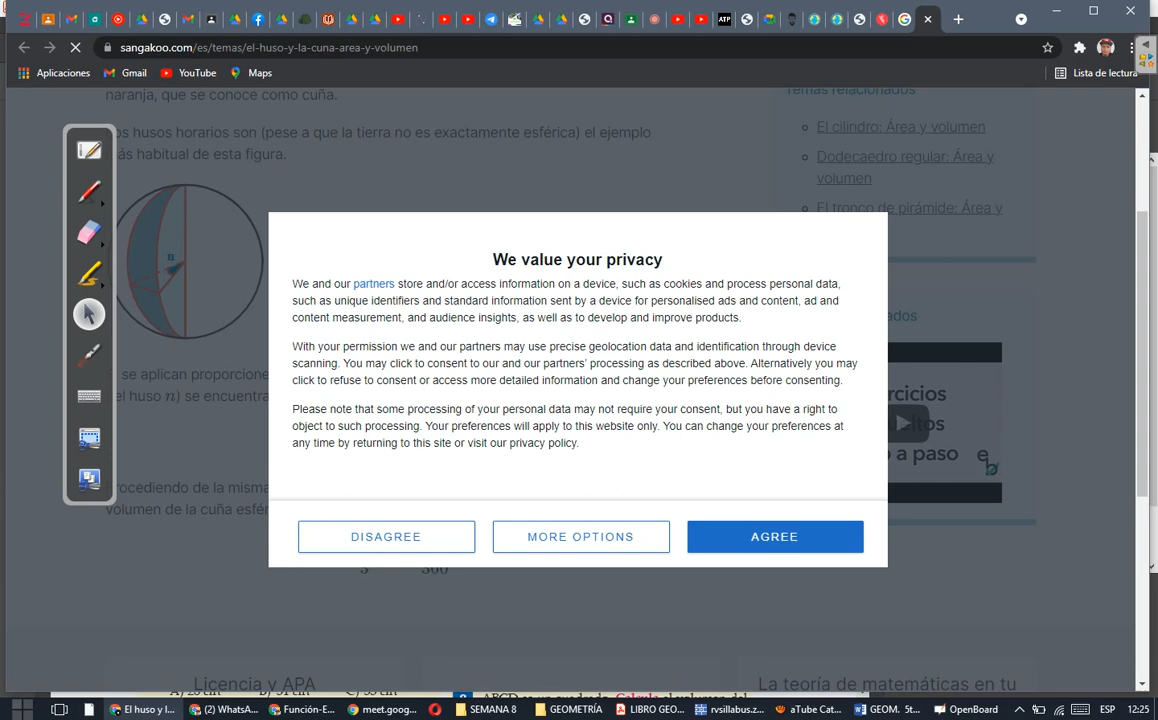 ATP
sangakoo.com/es/temas/el-huso-y-la-cuna-area-y-volumen
Aplicaciones
Gmail
YouTube
Maps
Lista de lectura
naranja, que se conoce como cuña.
os husos horarios son (pese a que la tierra no es exactamente esférica) el ejemplo
ás habitual de esta figura.
n
se aplican proporcione
el huso n) se encuentra
rocediendo de la misma
volumen de la cuña esfér
3 360
Licencia y APA
La teoría de matemáticas en tu
Temas relacionados
El cilindro: Área y volumen
Dodecaedro regular: Área y
volumen
El tronco de pirámide: Área y
ados
rcicios
ueltos
o a paso
We value your privacy
We and our partners store and/or access information on a device, such as cookies and process personal data,
such as unique identifiers and standard information sent by a device for personalised ads and content, ad and
content measurement, and audience insights, as well as to develop and improve products.
With your permission we and our partners may use precise geolocation data and identification through device
scanning. You may click to consent to our and our partners' processing as described above. Alternatively you may
click to refuse to consent or access more detailed information and change your preferences before consenting.
Please note that some processing of your personal data may not require your consent, but you have a right to
object to such processing. Your preferences will apply to this website only. You can change your preferences at
any time by returning to this site or visit our privacy policy.
DISAGREE
MORE OPTIONS
AGREE
El huso y l...
(2) WhatsA...
Función-E...
meet.goog...
SEMANA 8
GEOMETRÍA
LIBRO GEO...
rvsillabus.z...
aTube Cat...
GEOM. 5t...
OpenBoard
ESP
12:25